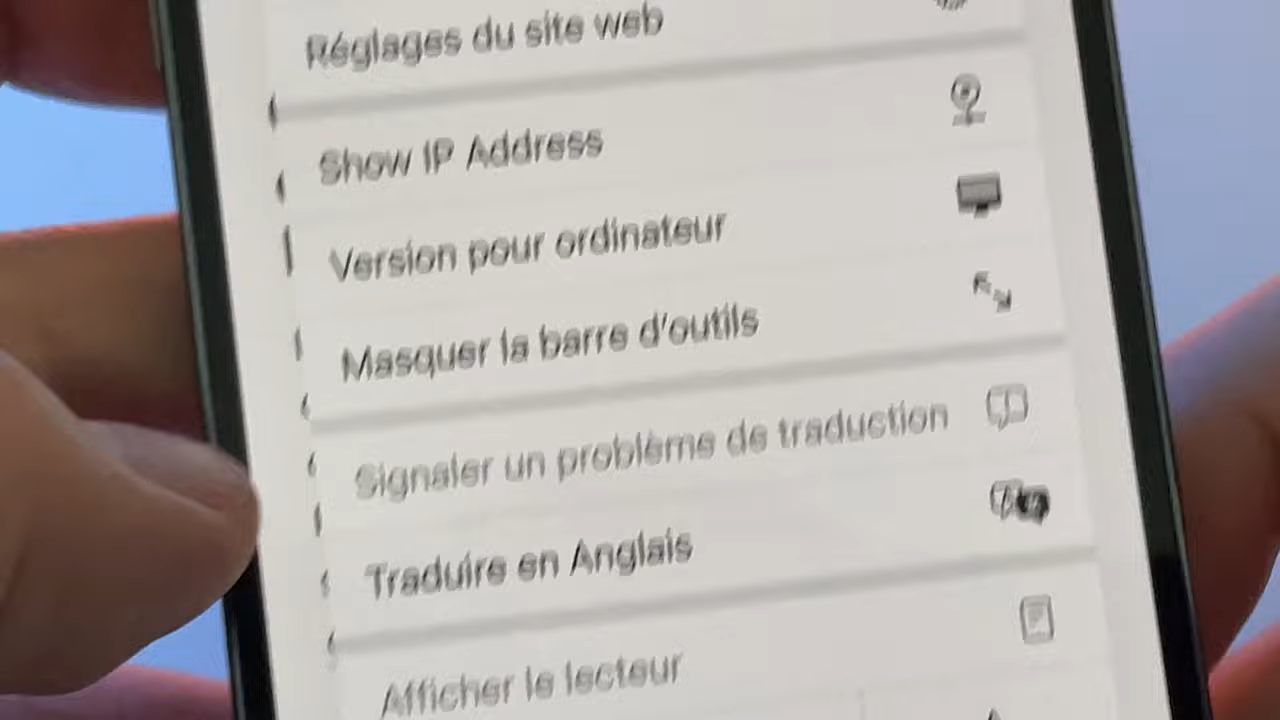 Réglages du site web
Show IP Address
Version pour ordinateur
Masquer la barre d'outils
Signaler un problème de traduction
Traduire en Anglais
Afficher le lecteur